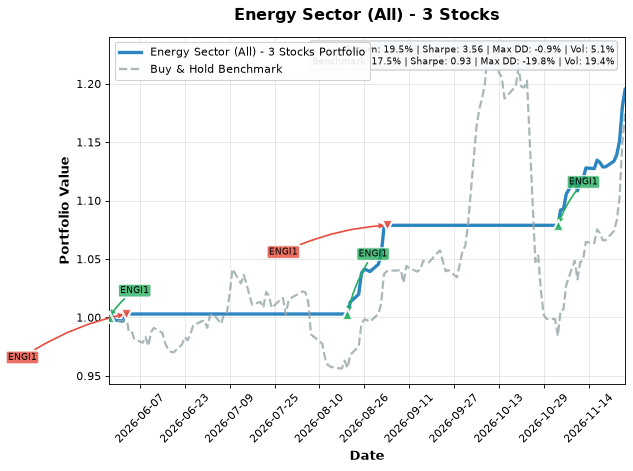 Energy Sector (All) - 3 Stocks
Energy Sector (All) - 3 Stocks Portfolio
19.5% | Sharpe: 3.56 | Max DD: -0.9% | Vol: 5.1%
Buy & Hold Benchmark
17.5% | Sharpe: 0.93 | Max DD: -19.8% | Vol: 19.4%
Portfolio Value
1.20
1.15
1.10
1.05
1.00
0.95
ENGI1
ENGI1
ENGI1
ENGI1
ENGI1
2026-06-07
2026-06-23
2026-07-09
2026-07-25
2026-08-10
2026-08-26
2026-09-11
2026-09-27
2026-10-13
2026-10-29
2026-11-14
Date